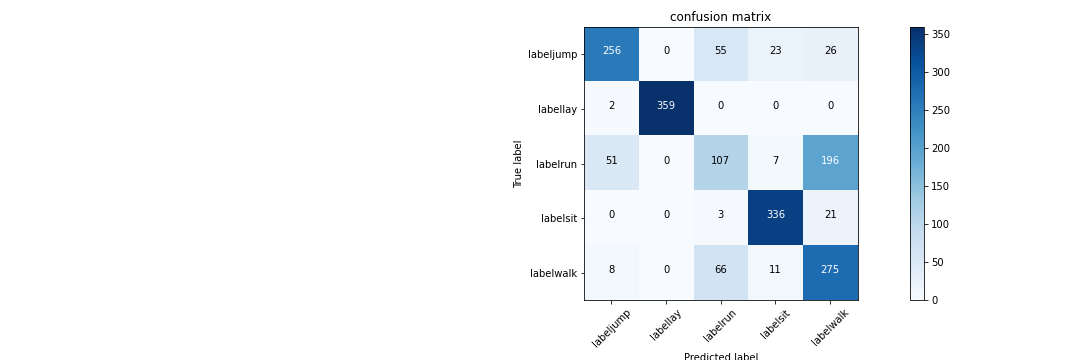 confusion matrix
labeljump 256 0 55 23 26
labellay 2 359 0 0 0
labelrun 51 0 107 7 196
labelsit 0 0 3 336 21
labelwalk 8 0 66 11 275
labeljump labellay labelrun labelsit labelwalk
True label
Predicted label
350
300
250
200
150
100
50
0